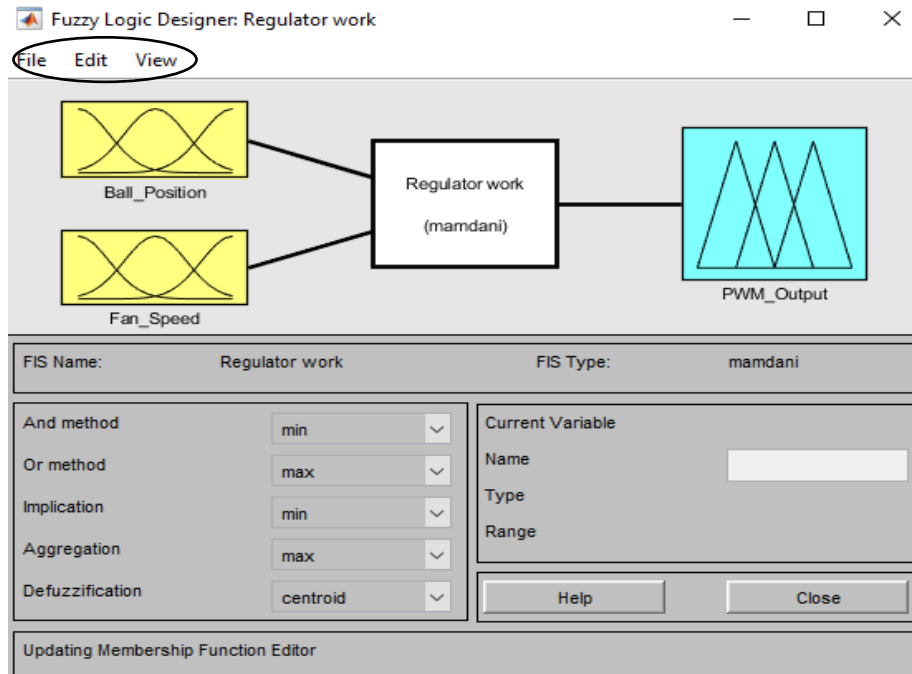 Fuzzy Logic Designer: Regulator work
File Edit View
Ball_Position
Fan_Speed
Regulator work
(mamdani)
PWM_Output
FIS Name: Regulator work FIS Type: mamdani
And method min
Or method max
Implication min
Aggregation max
Defuzzification centroid
Current Variable
Name
Type
Range
Help Close
Updating Membership Function Editor